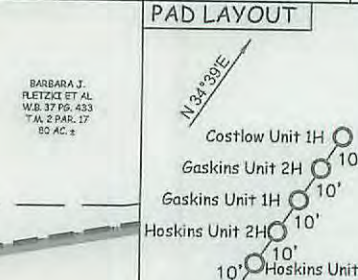 PAD LAYOUT
BARBARA J.
PLETZKI ET AL
W.B. 37 PG. 433
T.M. 2 PAR. 17
80 AC. ±
N 34°39'E
Costlow Unit 1H
10
Gaskins Unit 2H
10'
Gaskins Unit 1H
10'
Hoskins Unit 2H
10'
Hoskins Unit
10'